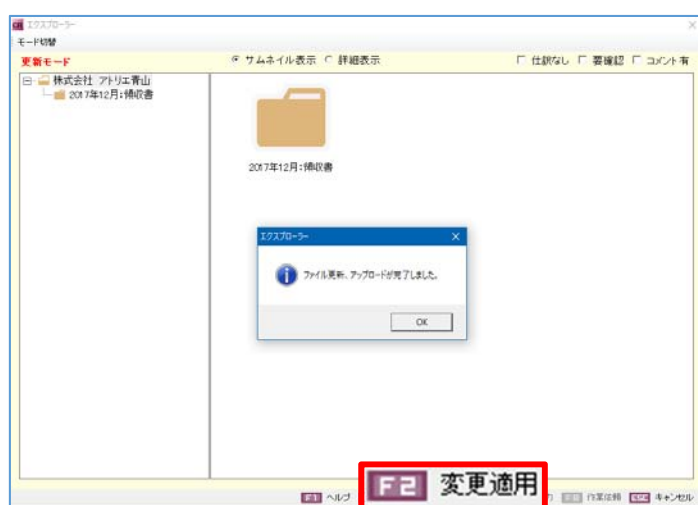 エクスプローラー
モード切替
更新モード
サムネイル表示 詳細表示
仕訳なし 要確認 コメント有
株式会社 アトリエ青山
2017年12月:領収書
2017年12月:領収書
エクスプローラー
ファイル更新、アップロードが完了しました。
OK
F1 ヘルプ
F2 変更適用
作業依頼
ESC キャンセル